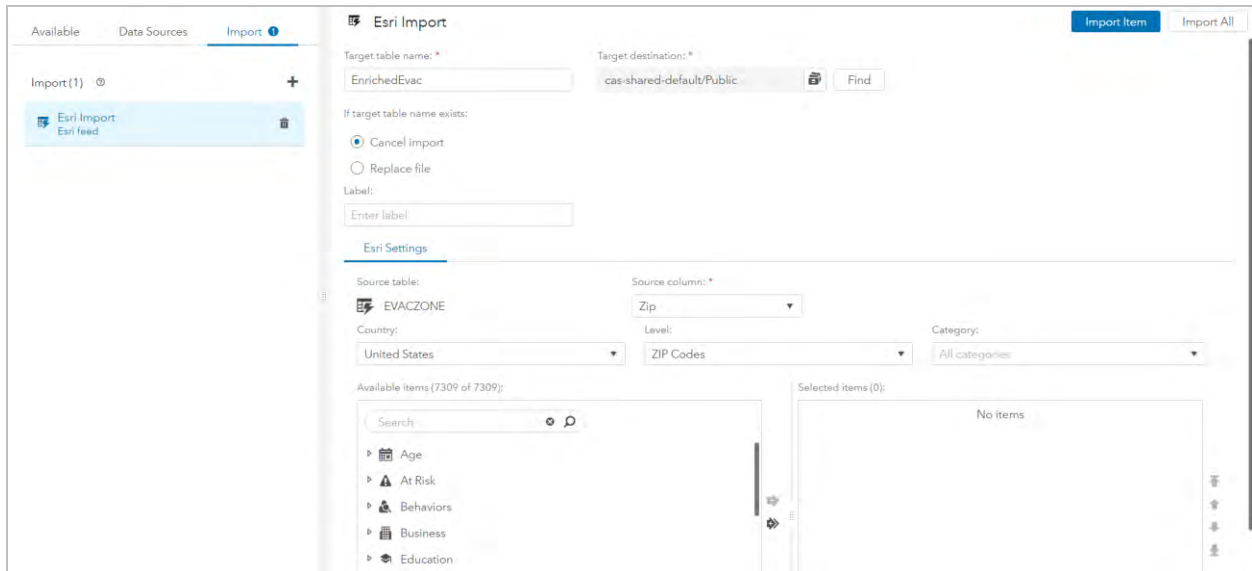 Available Data Sources Import 1
Import (1)
Esri Import
Esri feed
Esri Import
Import Item Import All
Target table name: * Target destination: *
EnrichedEvac cas-shared-default/Public Find
If target table name exists:
Cancel import
Replace file
Label:
Enter label
Esri Settings
Source table: Source column: *
EVACZONE Zip
Country: Level: Category:
United States ZIP Codes All categories
Available items (7309 of 7309): Selected items (0):
Search No items
Age
At Risk
Behaviors
Business
Education